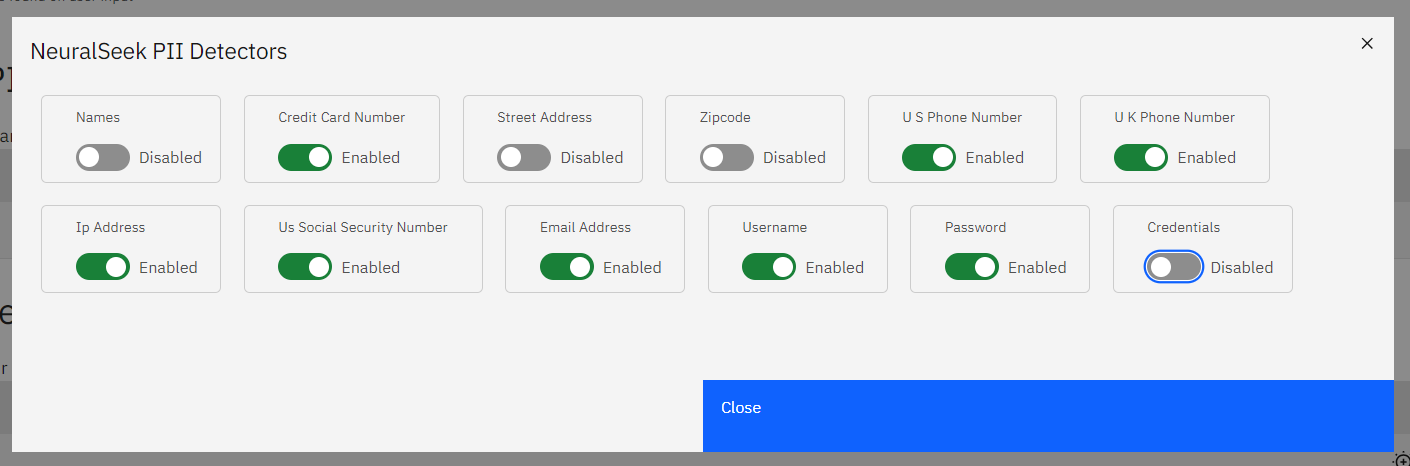 NeuralSeek PII Detectors
Names
Credit Card Number
Street Address
Zipcode
U S Phone Number
U K Phone Number
Disabled
Enabled
Disabled
Disabled
Enabled
Enabled
Ip Address
Us Social Security Number
Email Address
Username
Password
Credentials
Enabled
Enabled
Enabled
Enabled
Enabled
Disabled
Close